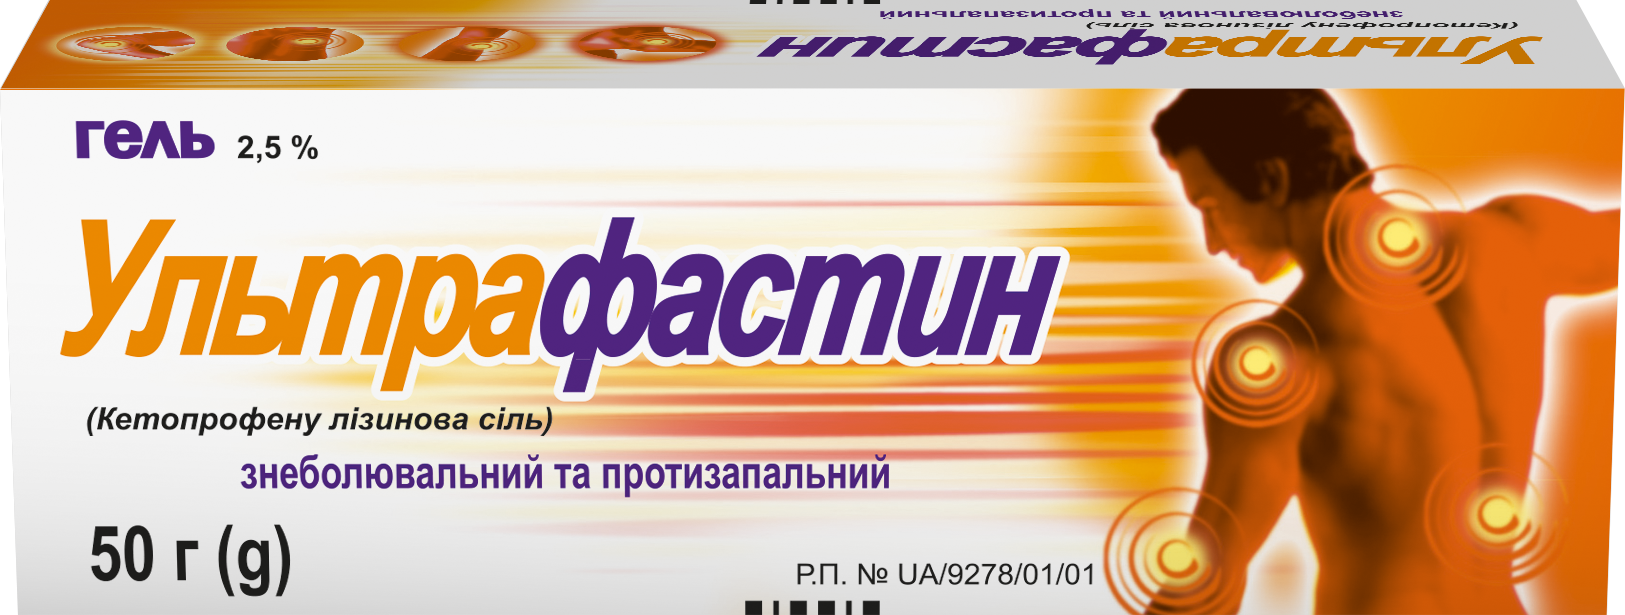 знеболювальний та протизапальний
(Кетопрофену лізинова сіль)
Ультрафастин
гель 2,5 %
Ультрафастин
(Кетопрофену лізинова сіль)
знеболювальний та протизапальний
50 г (g)
Р.П. № UA/9278/01/01